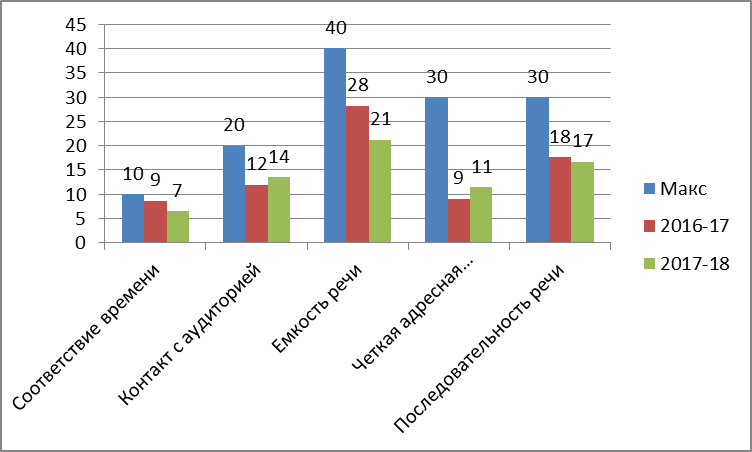 45
40
35
30
25
20
15
10
5
0
10 9 7
20 12 14
40 28 21
30 9 11
30 18 17
Соответствие времени
Контакт с аудиторией
Емкость речи
Четкая адресная...
Последовательность речи
Макс
2016-17
2017-18